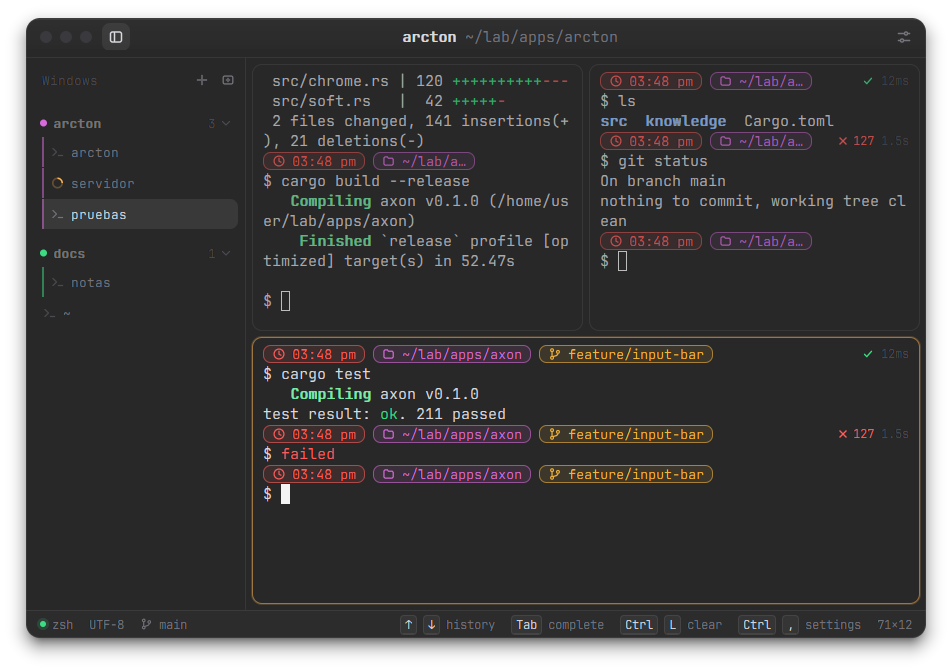 arcton ~/lab/apps/arcton
Windows
arcton 3
>_ arcton
servidor
>_ pruebas
docs 1
>_ notas
>_ ~
src/chrome.rs | 120 ++++++++++---
src/soft.rs   |  42 +++++-
2 files changed, 141 insertions(+
), 21 deletions(-)
03:48 pm ~/lab/a…
$ cargo build --release
Compiling axon v0.1.0 (/home/us
er/lab/apps/axon)
Finished `release` profile [op
timized] target(s) in 52.47s
$
03:48 pm ~/lab/a… ✓ 12ms
$ ls
src  knowledge  Cargo.toml
03:48 pm ~/lab/a… ✕ 127 1.5s
$ git status
On branch main
nothing to commit, working tree cl
ean
03:48 pm ~/lab/a…
$
03:48 pm ~/lab/apps/axon feature/input-bar ✓ 12ms
$ cargo test
Compiling axon v0.1.0
test result: ok. 211 passed
03:48 pm ~/lab/apps/axon feature/input-bar ✕ 127 1.5s
$ failed
03:48 pm ~/lab/apps/axon feature/input-bar
$
zsh UTF-8 main ↑ ↓ history Tab complete Ctrl L clear Ctrl , settings 71×12